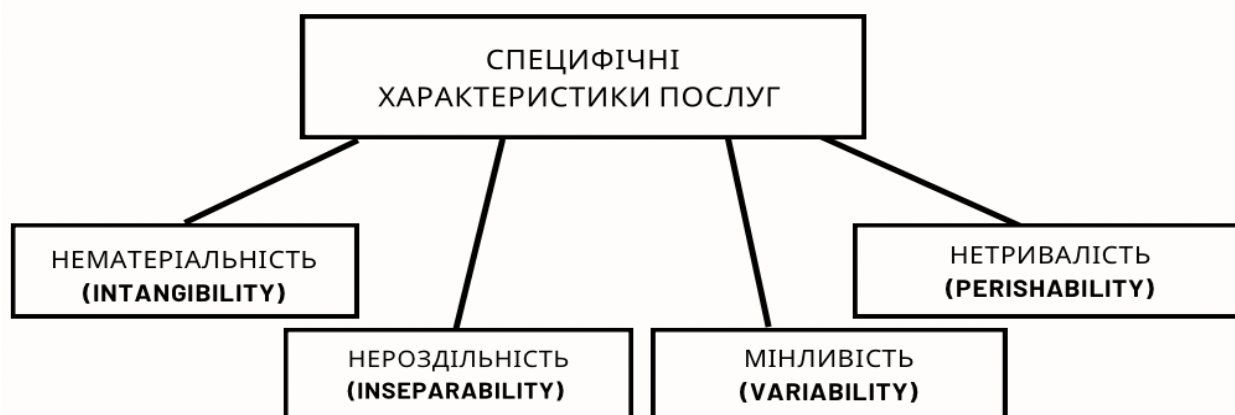 СПЕЦИФІЧНІ
ХАРАКТЕРИСТИКИ ПОСЛУГ
НЕМАТЕРІАЛЬНІСТЬ
(INTANGIBILITY)
НЕТРИВАЛІСТЬ
(PERISHABILITY)
НЕРОЗДІЛЬНІСТЬ
(INSEPARABILITY)
МІНЛИВІСТЬ
(VARIABILITY)